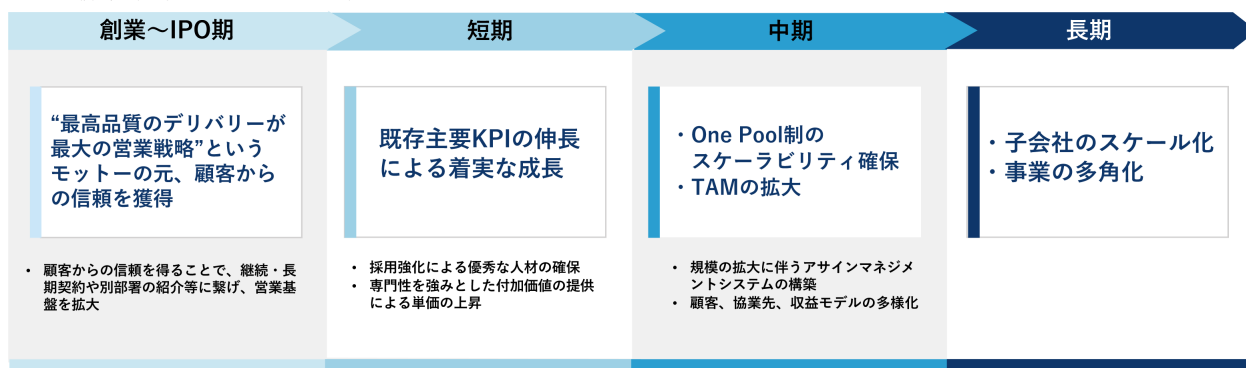 創業～IPO期
短期
中期
長期
“最高品質のデリバリーが
最大の営業戦略”という
モットーの元、顧客から
の信頼を獲得
既存主要KPIの伸長
による着実な成長
・One Pool制の
スケーラビリティ確保
・TAMの拡大
・子会社のスケール化
・事業の多角化
• 顧客からの信頼を得ることで、継続・長
期契約や別部署の紹介等に繋げ、営業基
盤を拡大
• 採用強化による優秀な人材の確保
• 専門性を強みとした付加価値の提供
による単価の上昇
• 規模の拡大に伴うアサインマネジメ
ントシステムの構築
• 顧客、協業先、収益モデルの多様化